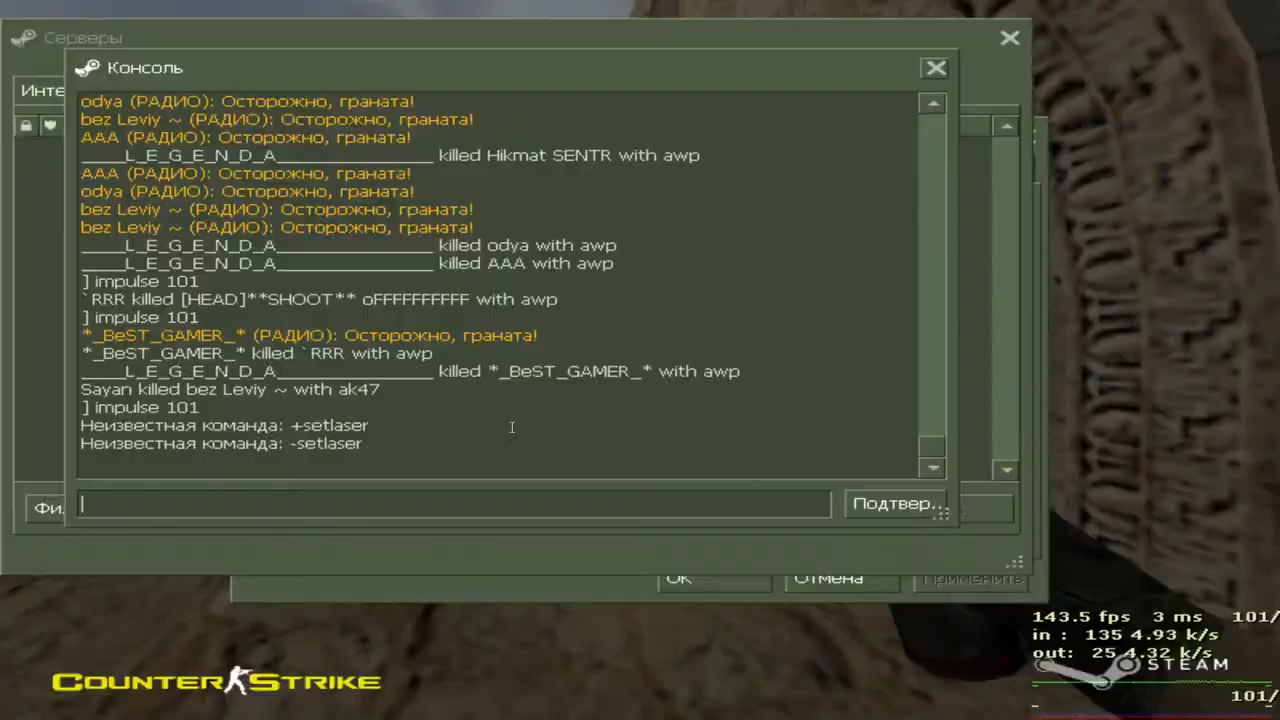 Серверы
Консоль
Инте
odya (РАДИО): Осторожно, граната!
bez Leviy ~ (РАДИО): Осторожно, граната!
AAA (РАДИО): Осторожно, граната!
____L_E_G_E_N_D_A______________ killed Hikmat SENTR with awp
AAA (РАДИО): Осторожно, граната!
odya (РАДИО): Осторожно, граната!
bez Leviy ~ (РАДИО): Осторожно, граната!
bez Leviy ~ (РАДИО): Осторожно, граната!
____L_E_G_E_N_D_A______________ killed odya with awp
____L_E_G_E_N_D_A______________ killed AAA with awp
] impulse 101
`RRR killed [HEAD]**SHOOT** oFFFFFFFFFF with awp
] impulse 101
*_BeST_GAMER_* (РАДИО): Осторожно, граната!
*_BeST_GAMER_* killed `RRR with awp
____L_E_G_E_N_D_A______________ killed *_BeST_GAMER_* with awp
Sayan killed bez Leviy ~ with ak47
] impulse 101
Неизвестная команда: +setlaser
Неизвестная команда: -setlaser
Фи.
Подтвер...
ОК
Отмена
Применить
143.5 fps 3 ms 101/
in : 135 4.93 k/s
out: 25 4.32 k/s
STEAM
COUNTER STRIKE
101/